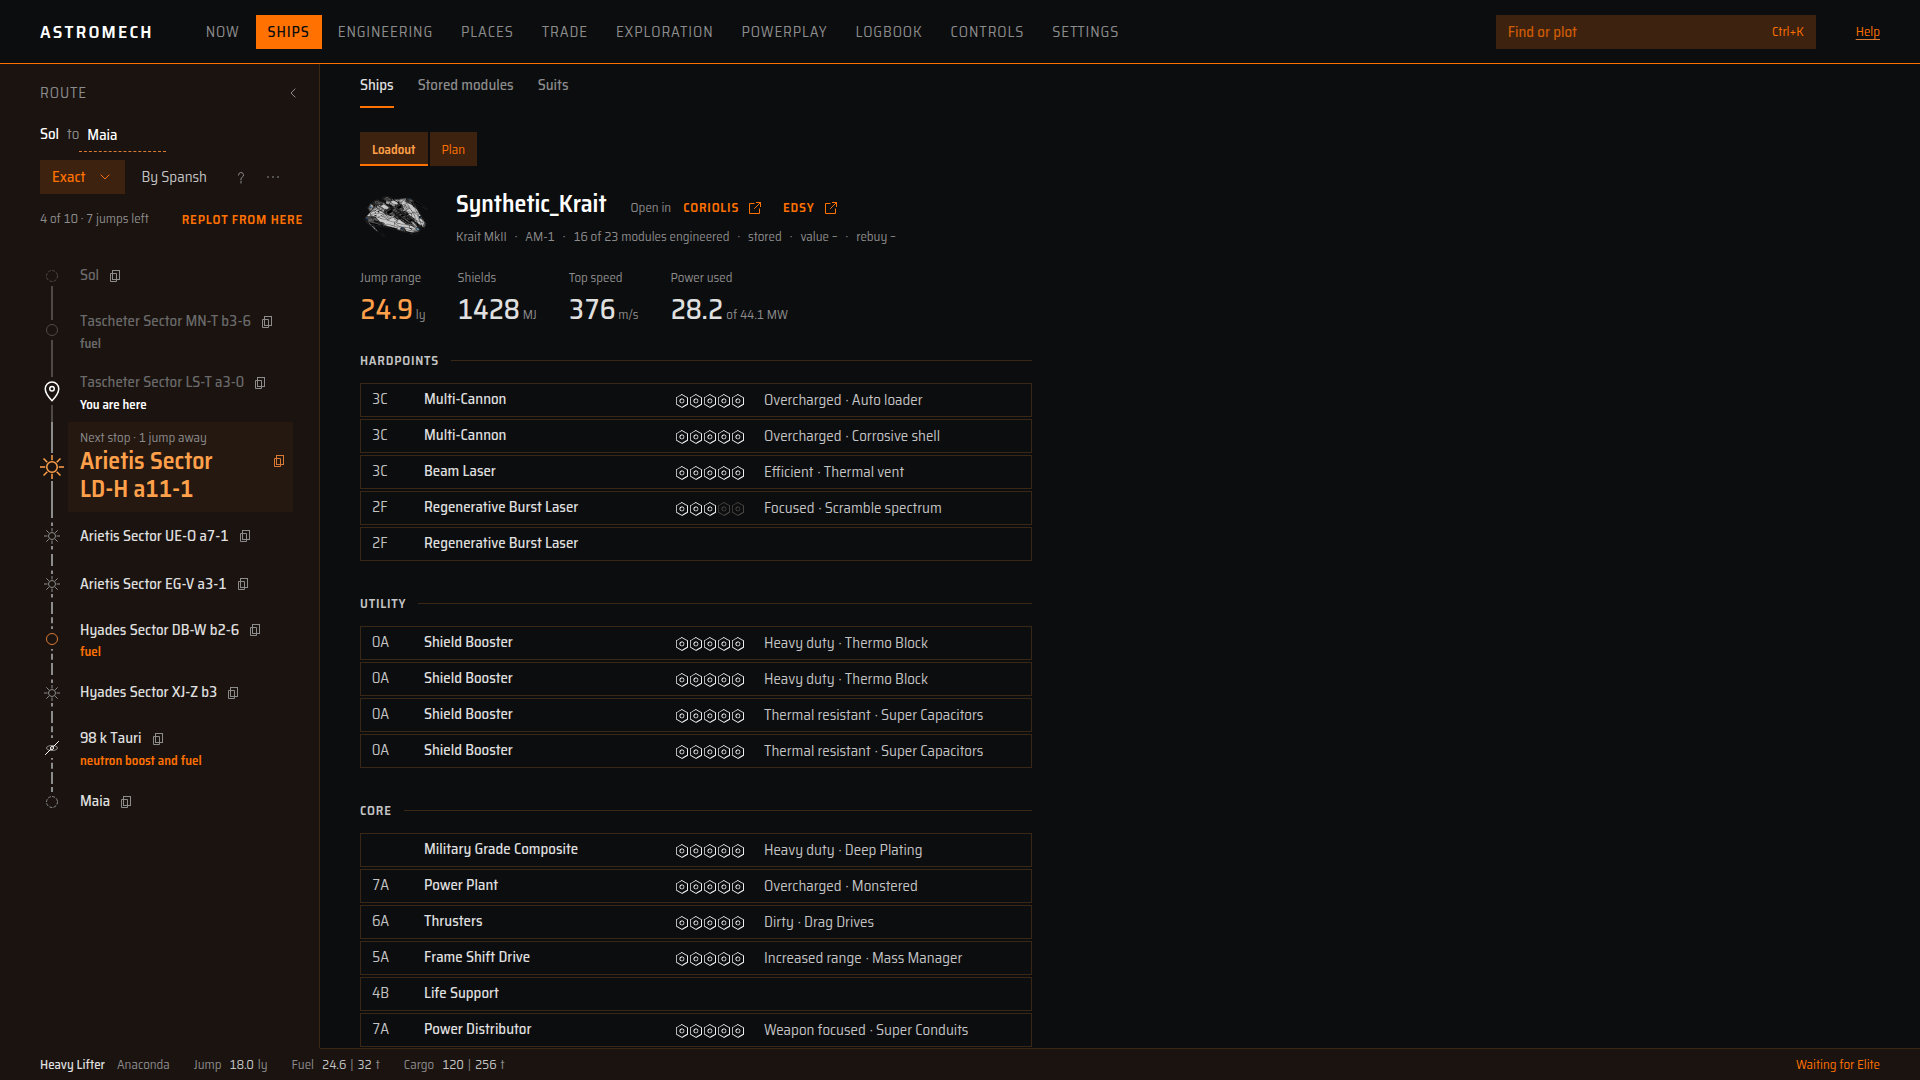 ASTROMECH NOW SHIPS ENGINEERING PLACES TRADE EXPLORATION POWERPLAY LOGBOOK CONTROLS SETTINGS Find or plot Ctrl+K Help
ROUTE
Sol to Maia
Exact By Spansh ? ...
4 of 10 · 7 jumps left REPLOT FROM HERE
Sol
Tascheter Sector MN-T b3-6
fuel
Tascheter Sector LS-T a3-0
You are here
Next stop · 1 jump away
Arietis Sector
LD-H a11-1
Arietis Sector UE-O a7-1
Arietis Sector EG-V a3-1
Hyades Sector DB-W b2-6
fuel
Hyades Sector XJ-Z b3
98 k Tauri
neutron boost and fuel
Maia
Ships Stored modules Suits
Loadout Plan
Synthetic_Krait Open in CORIOLIS EDSY
Krait MkII · AM-1 · 16 of 23 modules engineered · stored · value – · rebuy –
Jump range Shields Top speed Power used
24.9 ly 1428 MJ 376 m/s 28.2 of 44.1 MW
HARDPOINTS
3C Multi-Cannon Overcharged · Auto loader
3C Multi-Cannon Overcharged · Corrosive shell
3C Beam Laser Efficient · Thermal vent
2F Regenerative Burst Laser Focused · Scramble spectrum
2F Regenerative Burst Laser
UTILITY
0A Shield Booster Heavy duty · Thermo Block
0A Shield Booster Heavy duty · Thermo Block
0A Shield Booster Thermal resistant · Super Capacitors
0A Shield Booster Thermal resistant · Super Capacitors
CORE
Military Grade Composite Heavy duty · Deep Plating
7A Power Plant Overcharged · Monstered
6A Thrusters Dirty · Drag Drives
5A Frame Shift Drive Increased range · Mass Manager
4B Life Support
7A Power Distributor Weapon focused · Super Conduits
Heavy Lifter Anaconda Jump 18.0 ly Fuel 24.6 | 32 t Cargo 120 | 256 t Waiting for Elite